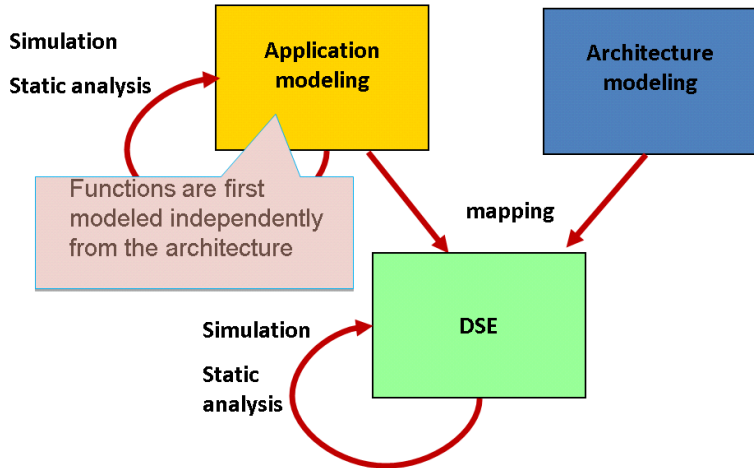 Simulation
Static analysis
Application
modeling
Architecture
modeling
Functions are first
modeled independently
from the architecture
mapping
DSE
Simulation
Static
analysis